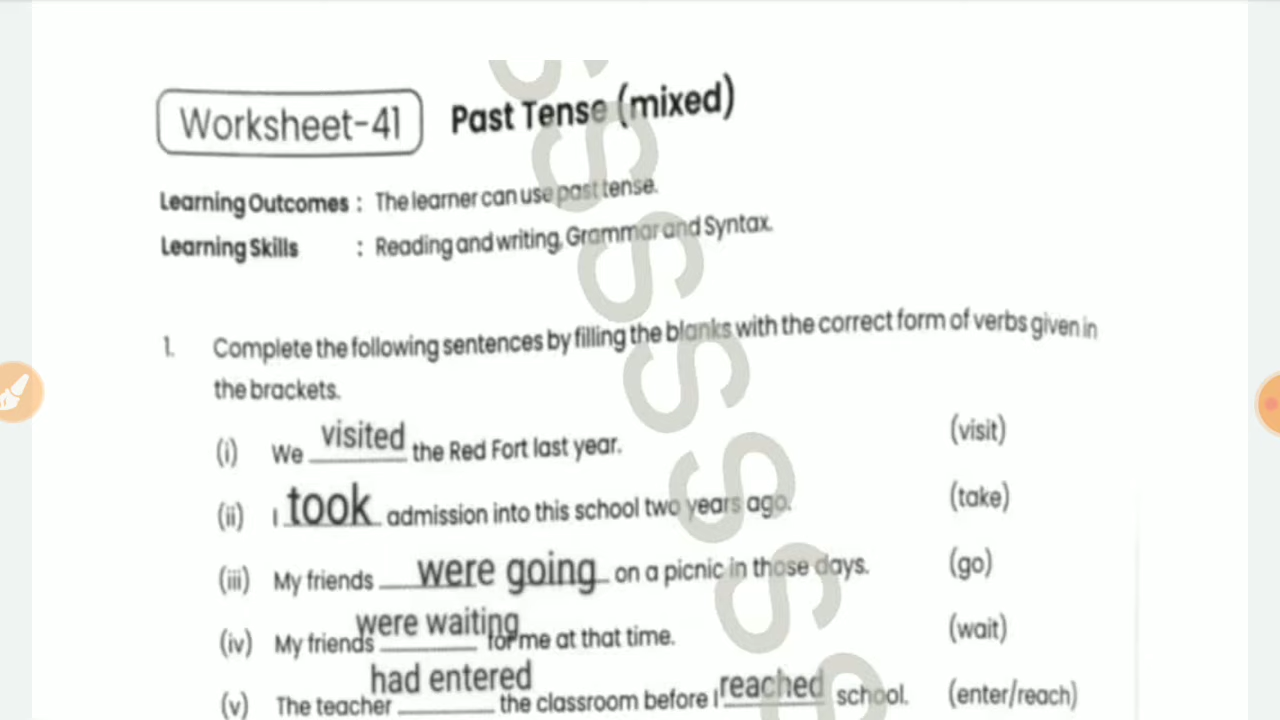 Worksheet-41 Past Tense (mixed)
Learning Outcomes : The learner can use past tense.
Learning Skills : Reading and writing, Grammar and Syntax.
1. Complete the following sentences by filling the blanks with the correct form of verbs given in
the brackets.
(i) We visited the Red Fort last year. (visit)
(ii) I took admission into this school two years ago. (take)
(iii) My friends were going on a picnic in those days. (go)
(iv) My friends were waiting for me at that time. (wait)
(v) The teacher had entered the classroom before I reached school. (enter/reach)